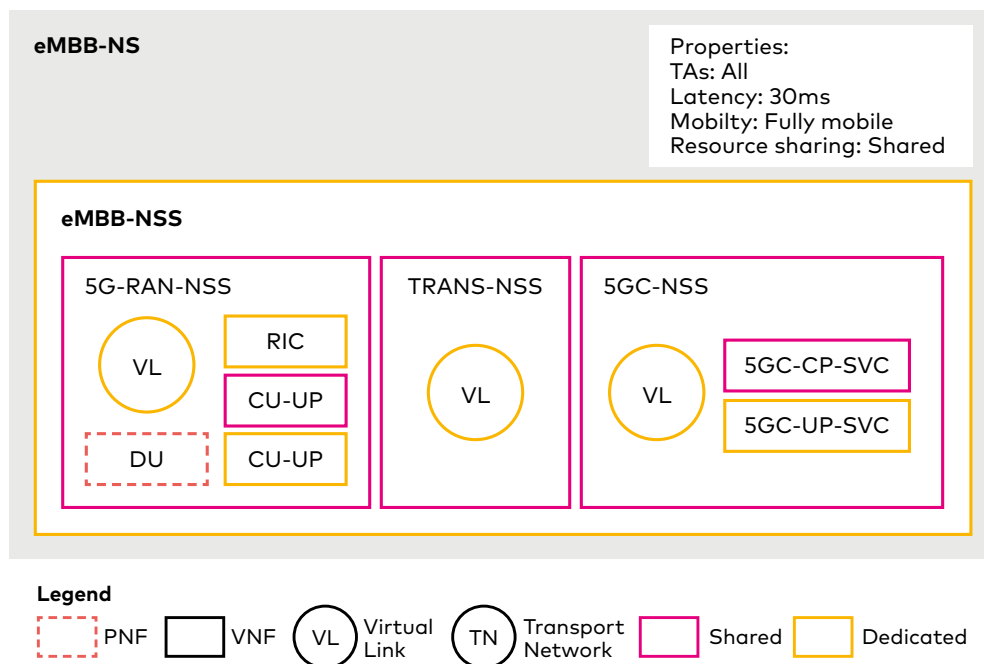 eMBB-NS
Properties:
TAs: All
Latency: 30ms
Mobilty: Fully mobile
Resource sharing: Shared
eMBB-NSS
5G-RAN-NSS
VL
RIC
CU-UP
DU
CU-UP
TRANS-NSS
VL
5GC-NSS
VL
5GC-CP-SVC
5GC-UP-SVC
Legend
PNF
VNF
VL
Virtual
Link
TN
Transport
Network
Shared
Dedicated